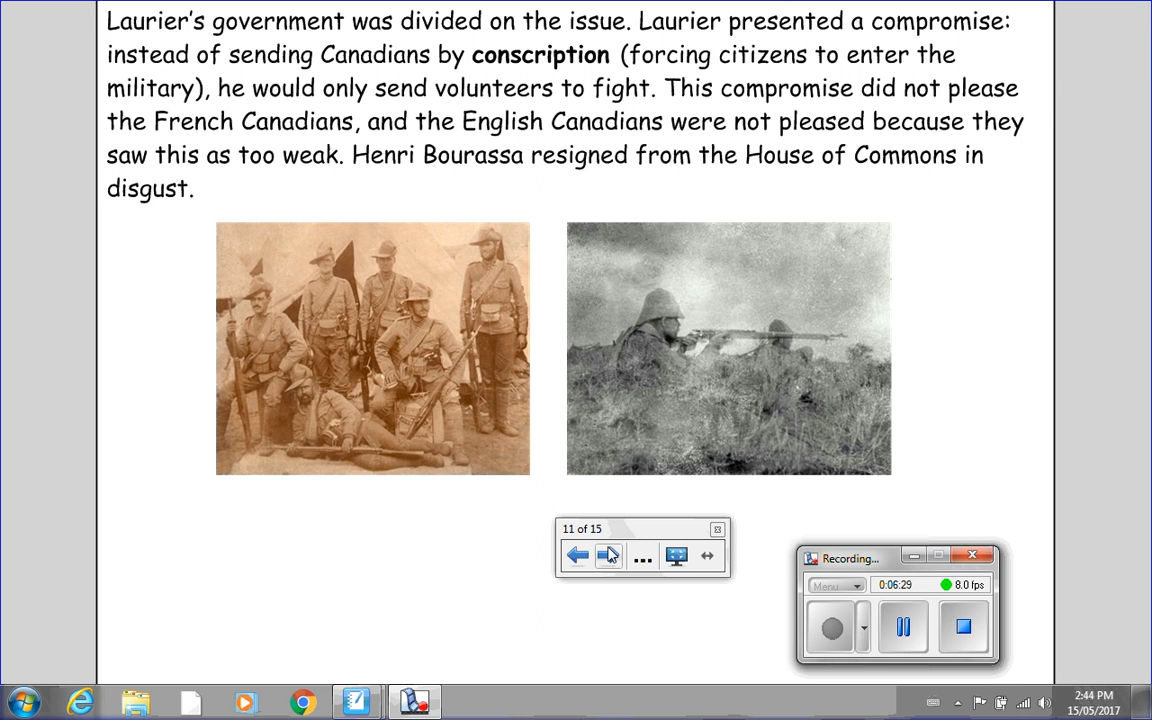 Laurier's government was divided on the issue. Laurier presented a compromise:
instead of sending Canadians by conscription (forcing citizens to enter the
military), he would only send volunteers to fight. This compromise did not please
the French Canadians, and the English Canadians were not pleased because they
saw this as too weak. Henri Bourassa resigned from the House of Commons in
disgust.
11 of 15
...
Recording...
Menu
0:06:29
8.0 fps
2:44 PM
15/05/2017